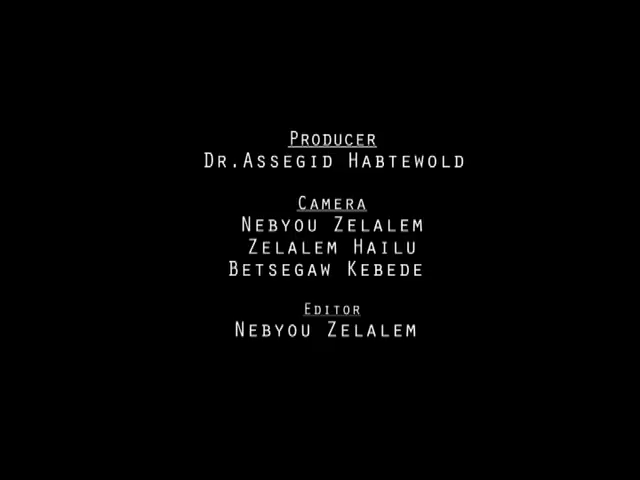 PRODUCER
DR.ASSEGID HABTEWOLD
CAMERA
NEBYOU ZELALEM
ZELALEM HAILU
BETSEGAW KEBEDE
EDITOR
NEBYOU ZELALEM